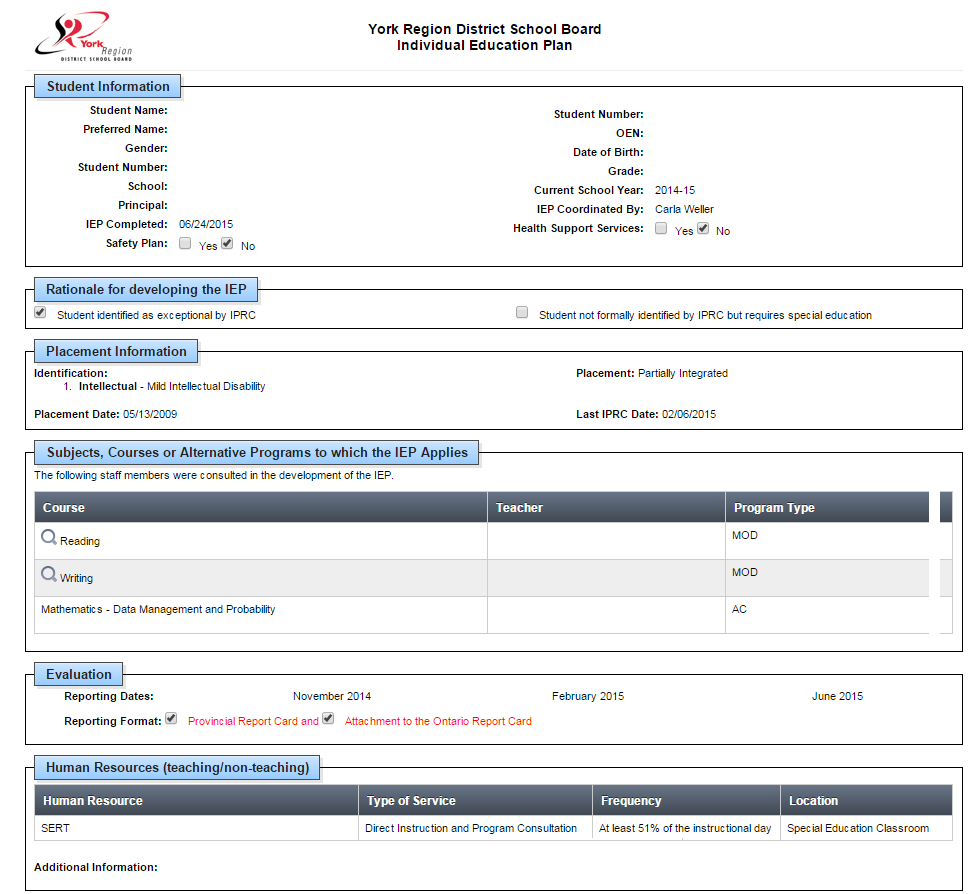 York Region
DISTRICT SCHOOL BOARD
York Region District School Board
Individual Education Plan
Student Information
Student Name:
Preferred Name:
Gender:
Student Number:
School:
Principal:
IEP Completed: 06/24/2015
Safety Plan: Yes No
Student Number:
OEN:
Date of Birth:
Grade:
Current School Year: 2014-15
IEP Coordinated By: Carla Weller
Health Support Services: Yes No
Rationale for developing the IEP
Student identified as exceptional by IPRC Student not formally identified by IPRC but requires special education
Placement Information
Identification: Placement: Partially Integrated
1. Intellectual - Mild Intellectual Disability
Placement Date: 05/13/2009 Last IPRC Date: 02/06/2015
Subjects, Courses or Alternative Programs to which the IEP Applies
The following staff members were consulted in the development of the IEP.
Course Teacher Program Type
Reading MOD
Writing MOD
Mathematics - Data Management and Probability AC
Evaluation
Reporting Dates: November 2014 February 2015 June 2015
Reporting Format: Provincial Report Card and Attachment to the Ontario Report Card
Human Resources (teaching/non-teaching)
Human Resource Type of Service Frequency Location
SERT Direct Instruction and Program Consultation At least 51% of the instructional day Special Education Classroom
Additional Information: